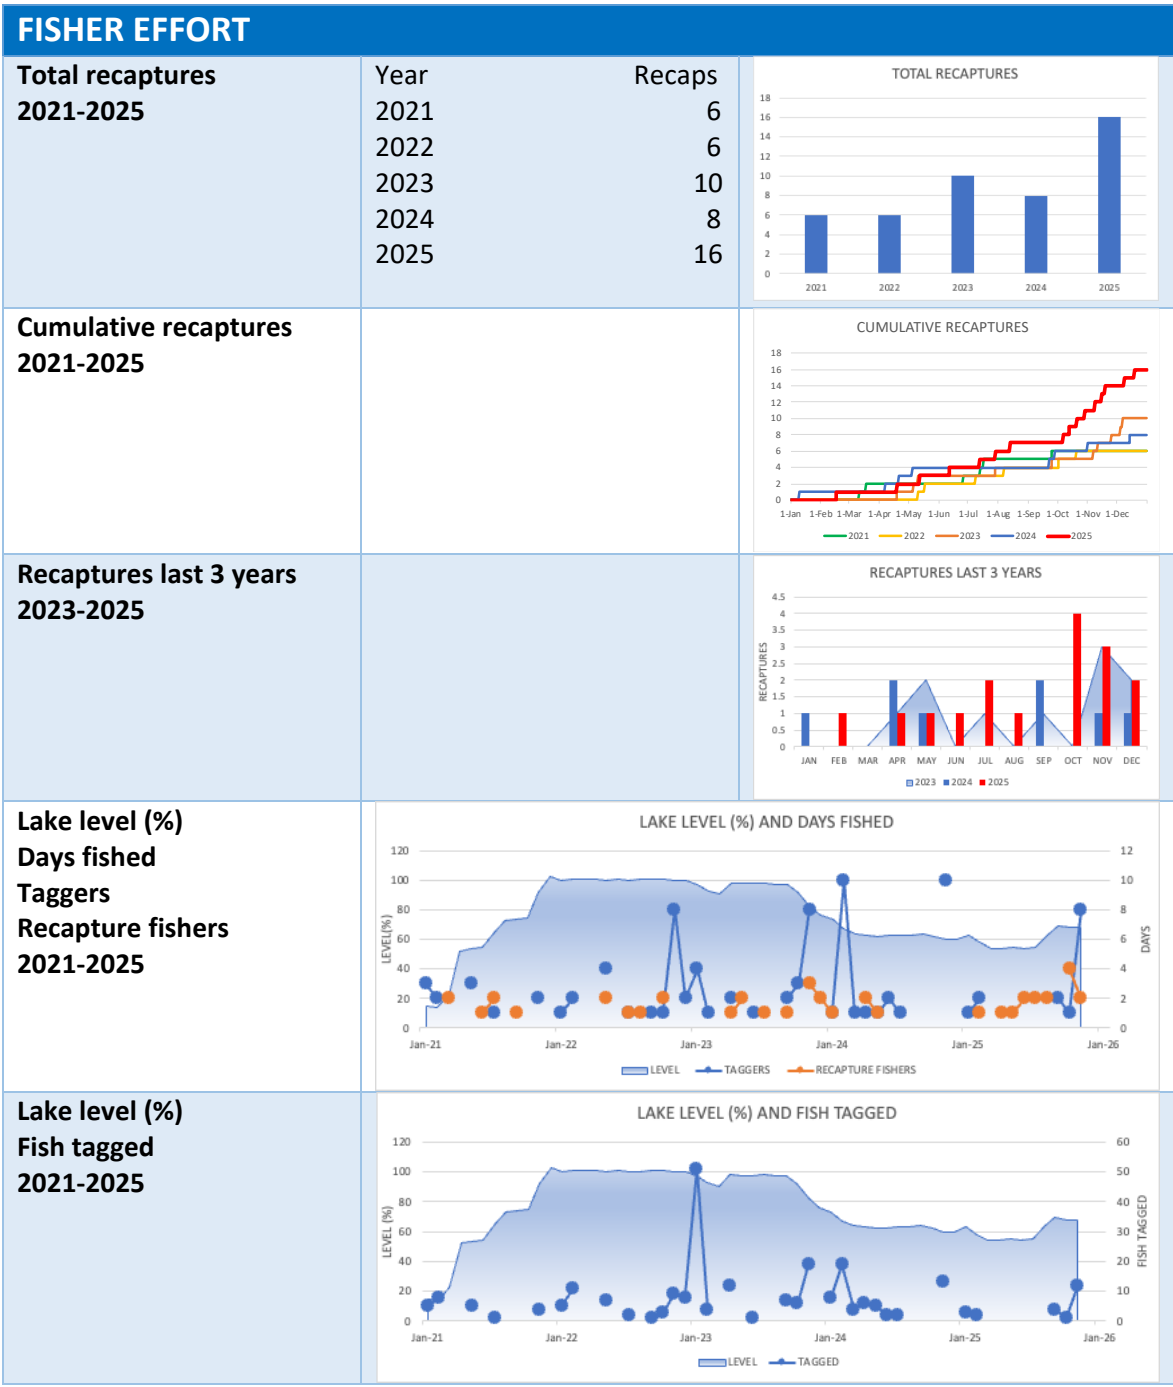 FISHER EFFORT
Total recaptures
2021-2025
Year Recaps
2021 6
2022 6
2023 10
2024 8
2025 16
TOTAL RECAPTURES
18
16
14
12
10
8
6
4
2
0
2021 2022 2023 2024 2025
Cumulative recaptures
2021-2025
CUMULATIVE RECAPTURES
18
16
14
12
10
8
6
4
2
0
1-Jan 1-Feb 1-Mar 1-Apr 1-May 1-Jun 1-Jul 1-Aug 1-Sep 1-Oct 1-Nov 1-Dec
2021 2022 2023 2024 2025
Recaptures last 3 years
2023-2025
RECAPTURES LAST 3 YEARS
RECAPTURES
4.5
4
3.5
3
2.5
2
1.5
1
0.5
0
JAN FEB MAR APR MAY JUN JUL AUG SEP OCT NOV DEC
2023 2024 2025
Lake level (%)
Days fished
Taggers
Recapture fishers
2021-2025
LAKE LEVEL (%) AND DAYS FISHED
LEVEL(%)
120
100
80
60
40
20
0
12
10
8
6
4
2
0
DAYS
Jan-21 Jan-22 Jan-23 Jan-24 Jan-25 Jan-26
LEVEL TAGGERS RECAPTURE FISHERS
Lake level (%)
Fish tagged
2021-2025
LAKE LEVEL (%) AND FISH TAGGED
LEVEL (%)
120
100
80
60
40
20
0
60
50
40
30
20
10
0
FISH TAGGED
Jan-21 Jan-22 Jan-23 Jan-24 Jan-25 Jan-26
LEVEL TAGGED